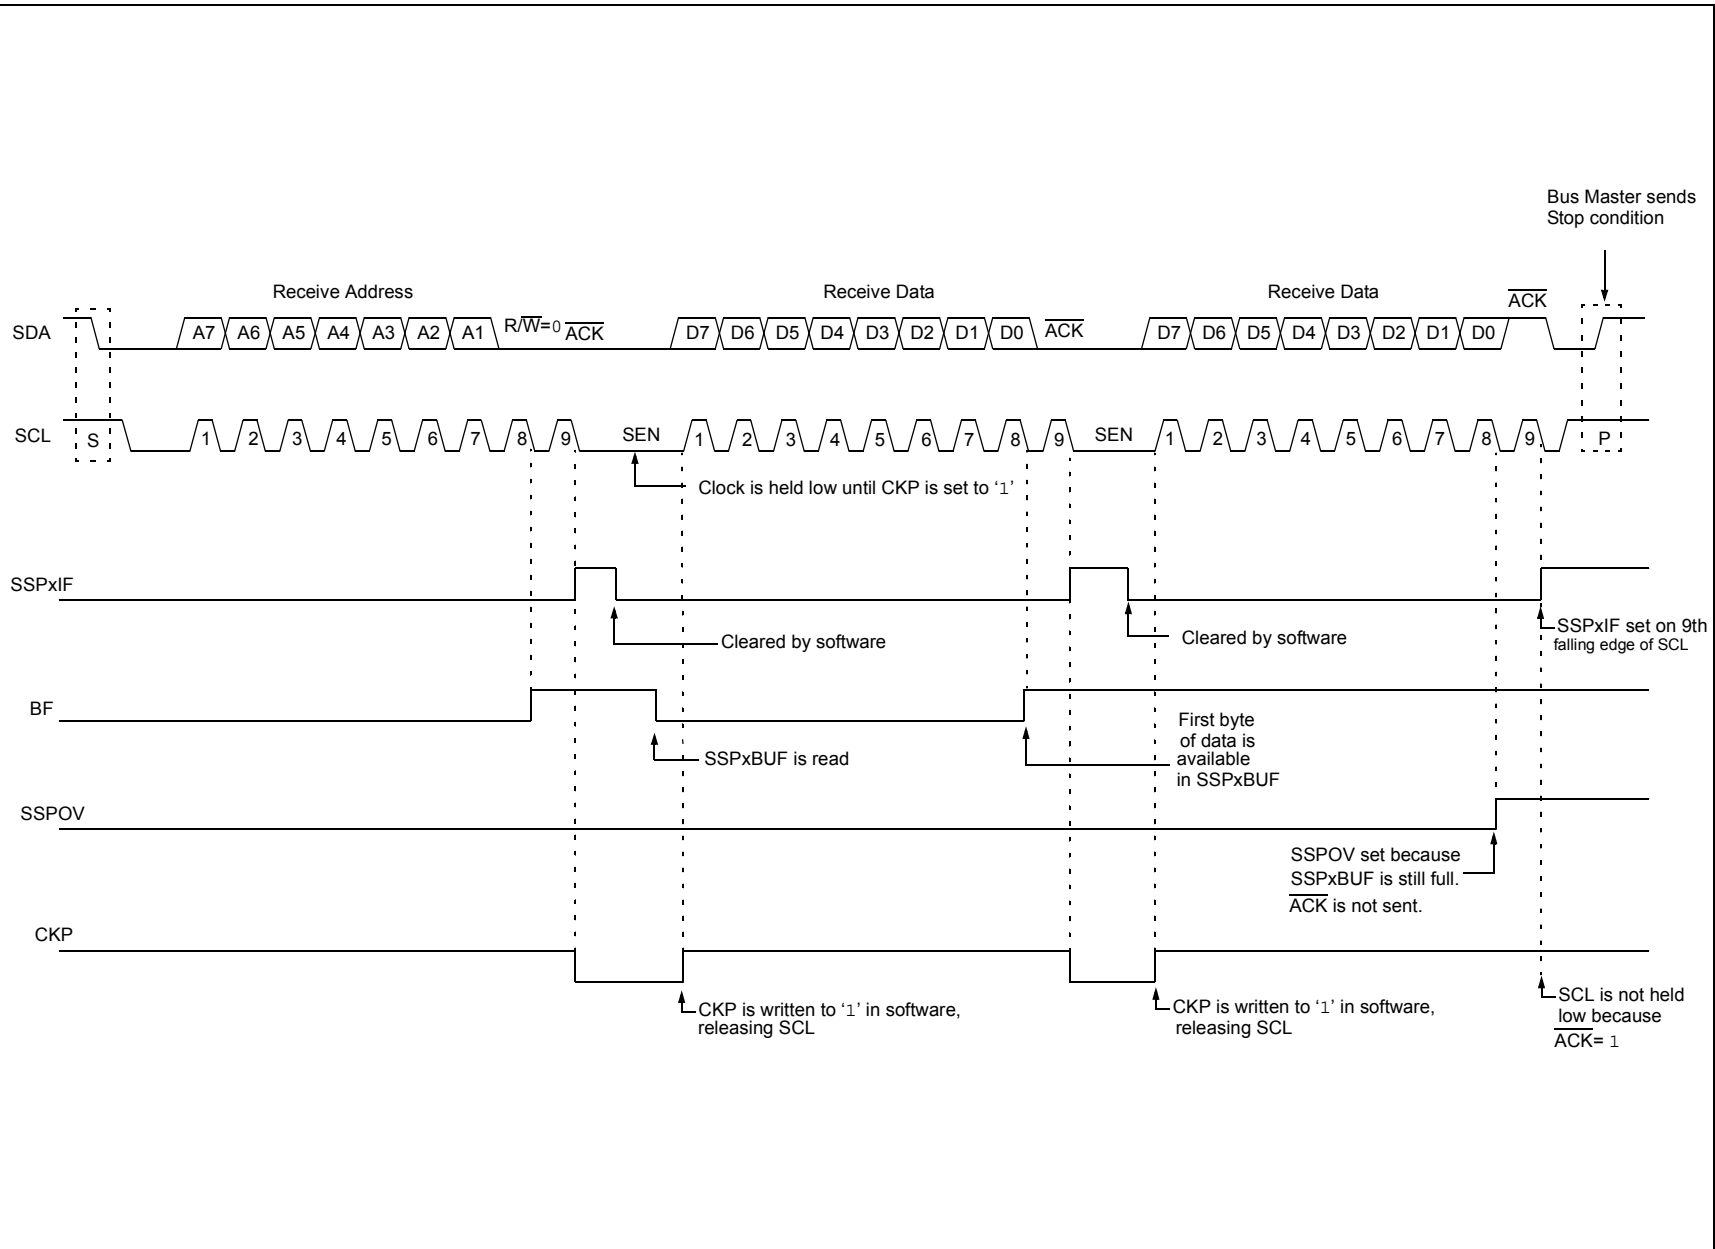 Bus Master sends
Stop condition
Receive Address
Receive Data
Receive Data
ACK
SDA
A7 A6 A5 A4 A3 A2 A1 R/W=0 ACK
D7 D6 D5 D4 D3 D2 D1 D0 ACK
D7 D6 D5 D4 D3 D2 D1 D0
SCL
S
1 2 3 4 5 6 7 8 9 SEN
1 2 3 4 5 6 7 8 9 SEN
1 2 3 4 5 6 7 8 9
P
Clock is held low until CKP is set to ‘1’
SSPxIF
Cleared by software
Cleared by software
SSPxIF set on 9th
falling edge of SCL
BF
SSPxBUF is read
First byte
of data is
available
in SSPxBUF
SSPOV
SSPOV set because
SSPxBUF is still full.
ACK is not sent.
CKP
CKP is written to ‘1’ in software,
releasing SCL
CKP is written to ‘1’ in software,
releasing SCL
SCL is not held
low because
ACK= 1